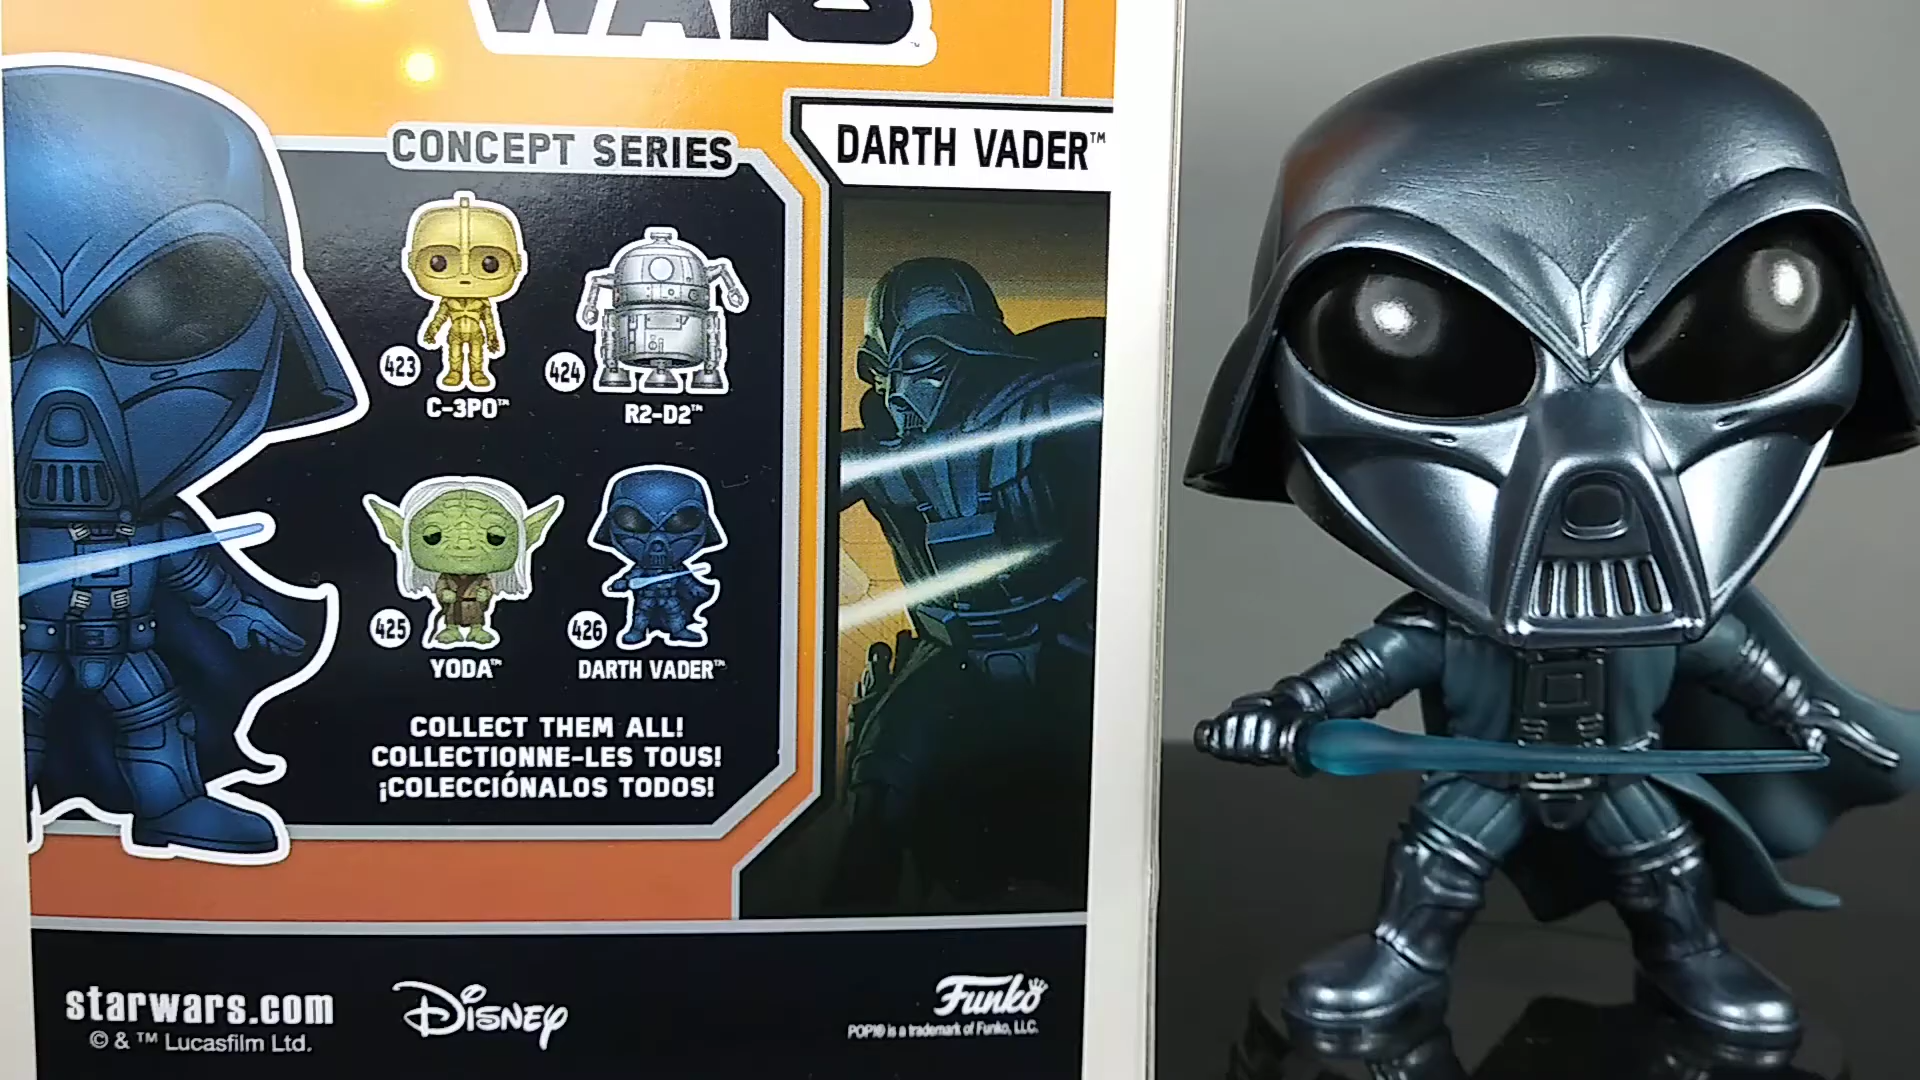 WARS™
CONCEPT SERIES
DARTH VADER™
423
C-3PO™
424
R2-D2™
425
YODA™
426
DARTH VADER™
COLLECT THEM ALL!
COLLECTIONNE-LES TOUS!
¡COLECCIÓNALOS TODOS!
starwars.com
© & ™ Lucasfilm Ltd.
Disney
Funko
POP!® is a trademark of Funko, LLC.